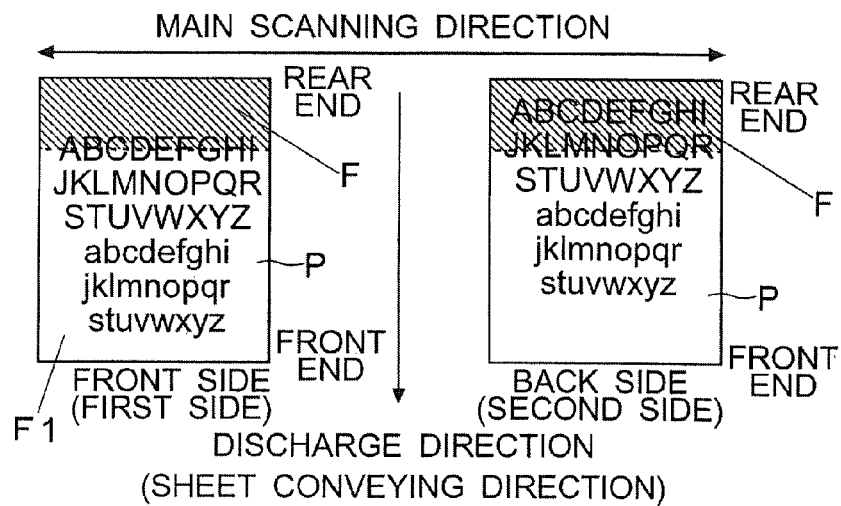 MAIN SCANNING DIRECTION
REAR
END
ABCDEFGHI
JKLMNOPQR
STUVWXYZ
abcdefghi
jklmnopqr
stuvwxyz
F
P
FRONT
END
FRONT SIDE
(FIRST SIDE)
F1
ABCDEFGHI
JKLMNOPQR
STUVWXYZ
abcdefghi
jklmnopqr
stuvwxyz
REAR
END
F
P
FRONT
END
BACK SIDE
(SECOND SIDE)
DISCHARGE DIRECTION
(SHEET CONVEYING DIRECTION)